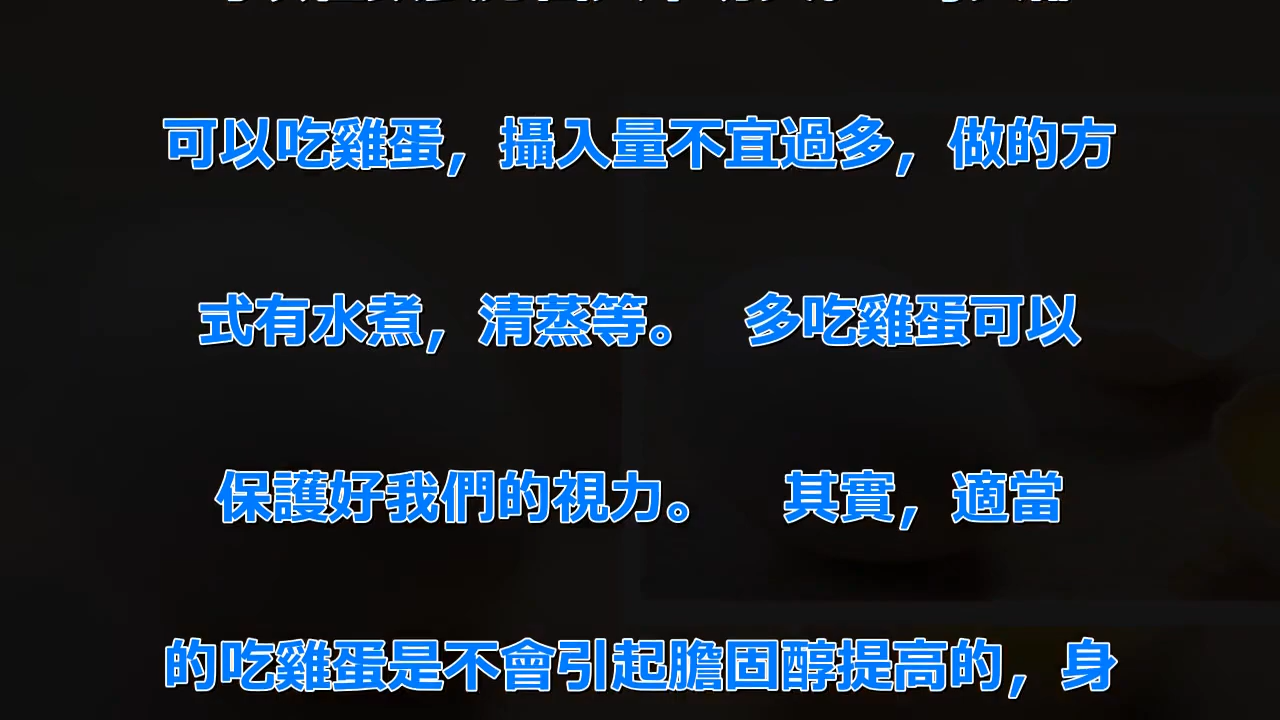 可以吃雞蛋，攝入量不宜過多，做的方
式有水煮，清蒸等。 多吃雞蛋可以
保護好我們的視力。 其實，適當
的吃雞蛋是不會引起膽固醇提高的，身